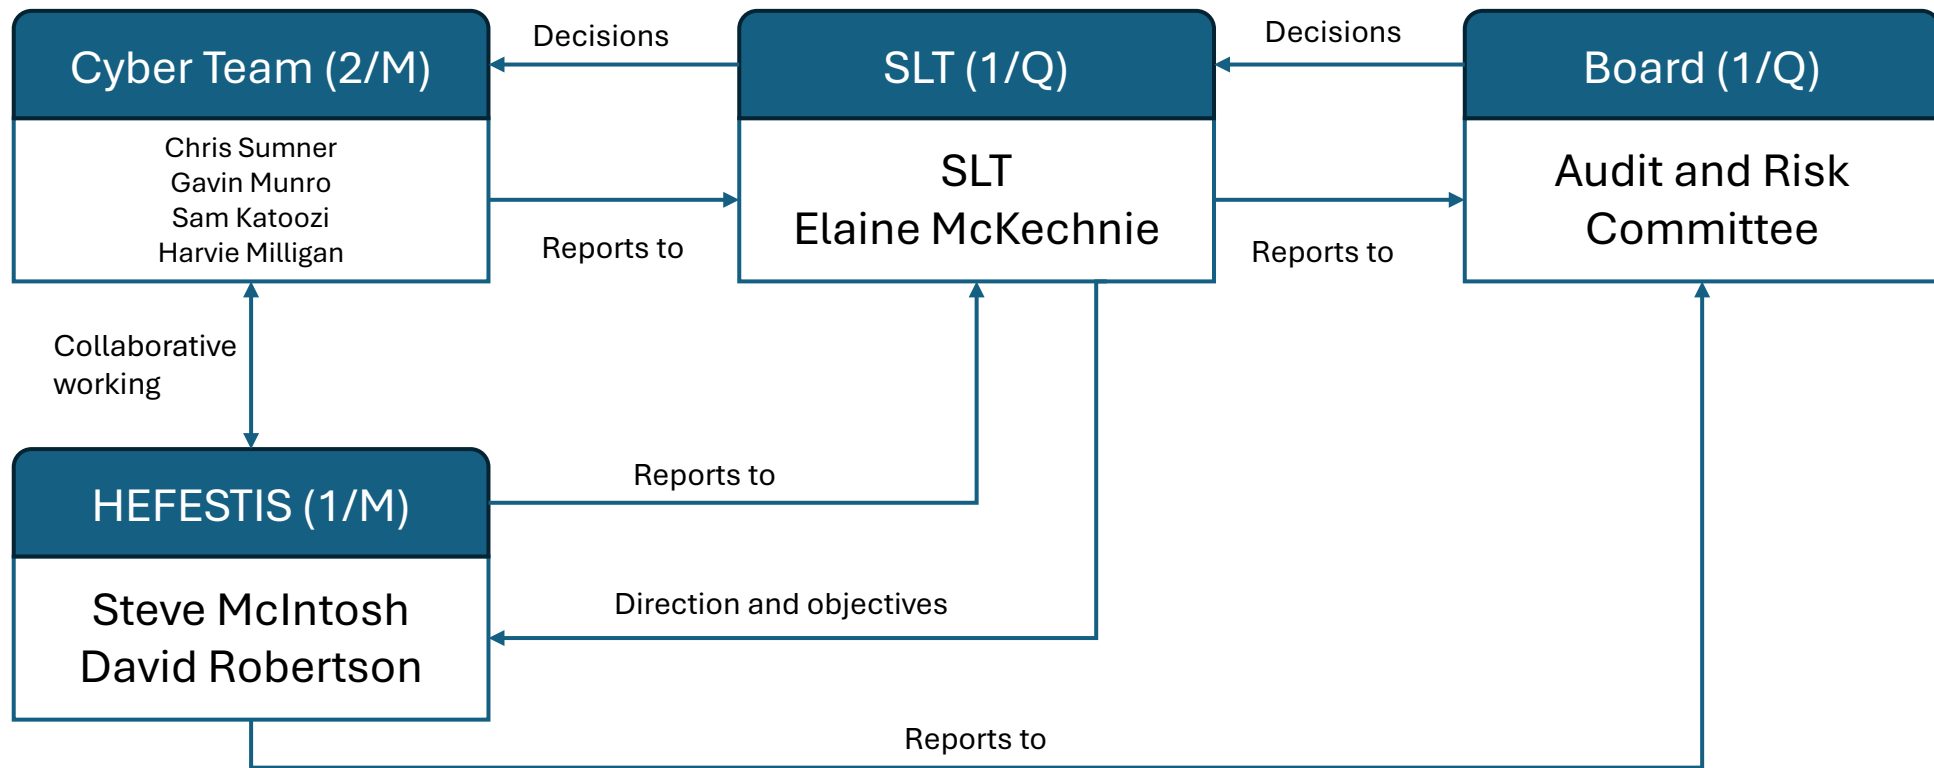 Cyber Team (2/M)
Decisions
SLT (1/Q)
Decisions
Board (1/Q)
Chris Sumner
Gavin Munro
Sam Katoozi
Harvie Milligan
Reports to
SLT
Elaine McKechnie
Reports to
Audit and Risk
Committee
Collaborative
working
HEFESTIS (1/M)
Reports to
Steve McIntosh
David Robertson
Direction and objectives
Reports to